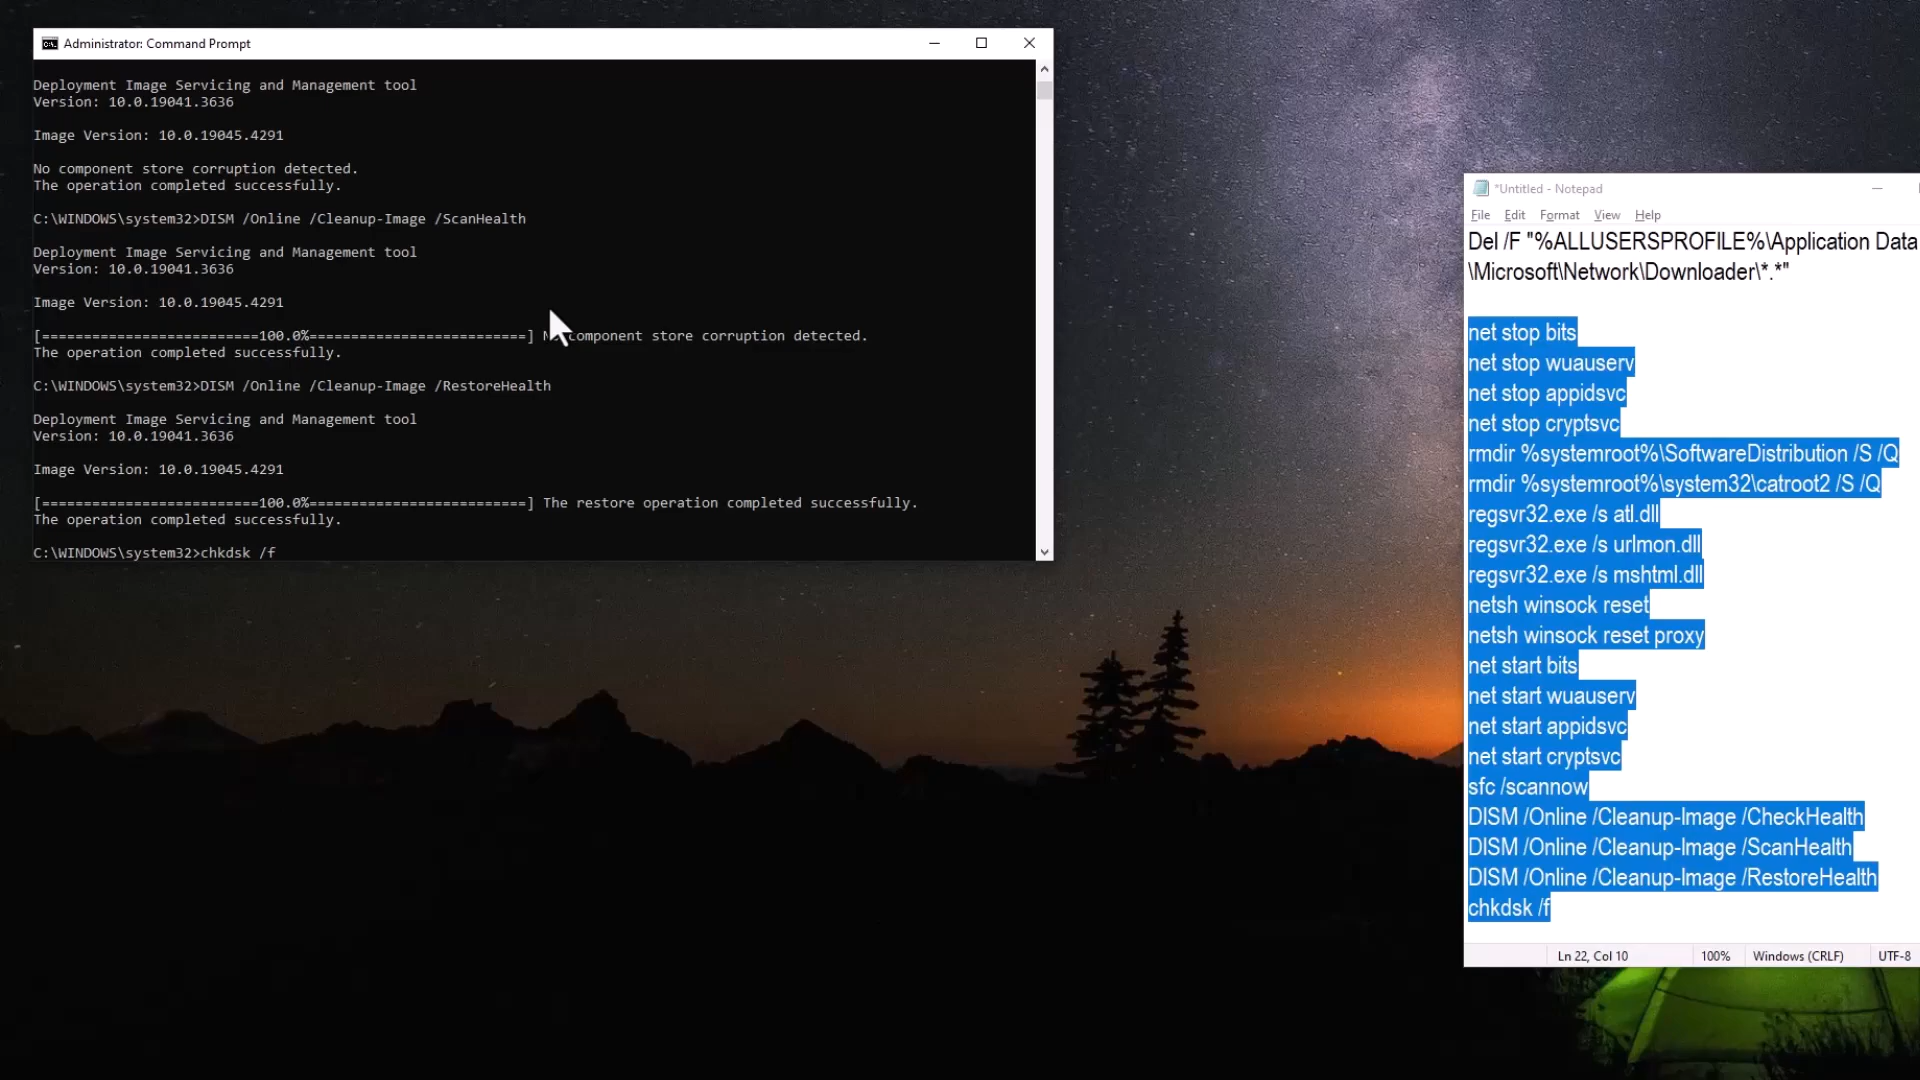 Administrator: Command Prompt
Deployment Image Servicing and Management tool
Version: 10.0.19041.3636
Image Version: 10.0.19045.4291
No component store corruption detected.
The operation completed successfully.
C:\WINDOWS\system32>DISM /Online /Cleanup-Image /ScanHealth
Deployment Image Servicing and Management tool
Version: 10.0.19041.3636
Image Version: 10.0.19045.4291
[==========================100.0%==========================] No component store corruption detected.
The operation completed successfully.
C:\WINDOWS\system32>DISM /Online /Cleanup-Image /RestoreHealth
Deployment Image Servicing and Management tool
Version: 10.0.19041.3636
Image Version: 10.0.19045.4291
[==========================100.0%==========================] The restore operation completed successfully.
The operation completed successfully.
C:\WINDOWS\system32>chkdsk /f
*Untitled - Notepad
File Edit Format View Help
Del /F "%ALLUSERSPROFILE%\Application Data
\Microsoft\Network\Downloader\*.*"
net stop bits
net stop wuauserv
net stop appidsvc
net stop cryptsvc
rmdir %systemroot%\SoftwareDistribution /S /Q
rmdir %systemroot%\system32\catroot2 /S /Q
regsvr32.exe /s atl.dll
regsvr32.exe /s urlmon.dll
regsvr32.exe /s mshtml.dll
netsh winsock reset
netsh winsock reset proxy
net start bits
net start wuauserv
net start appidsvc
net start cryptsvc
sfc /scannow
DISM /Online /Cleanup-Image /CheckHealth
DISM /Online /Cleanup-Image /ScanHealth
DISM /Online /Cleanup-Image /RestoreHealth
chkdsk /f
Ln 22, Col 10 100% Windows (CRLF) UTF-8